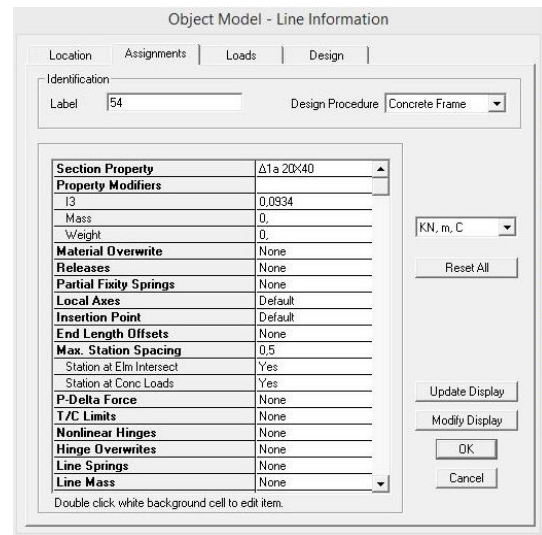 Object Model - Line Information
Location Assignments Loads Design
Identification
Label 54 Design Procedure Concrete Frame
Section Property Δ1a 20X40
Property Modifiers
I3 0,0934
Mass 0,
Weight 0,
Material Overwrite None
Releases None
Partial Fixity Springs None
Local Axes Default
Insertion Point Default
End Length Offsets None
Max. Station Spacing 0,5
Station at Elm Intersect Yes
Station at Conc Loads Yes
P-Delta Force None
T/C Limits None
Nonlinear Hinges None
Hinge Overwrites None
Line Springs None
Line Mass None
Double click white background cell to edit item.
KN, m, C
Reset All
Update Display
Modify Display
OK
Cancel